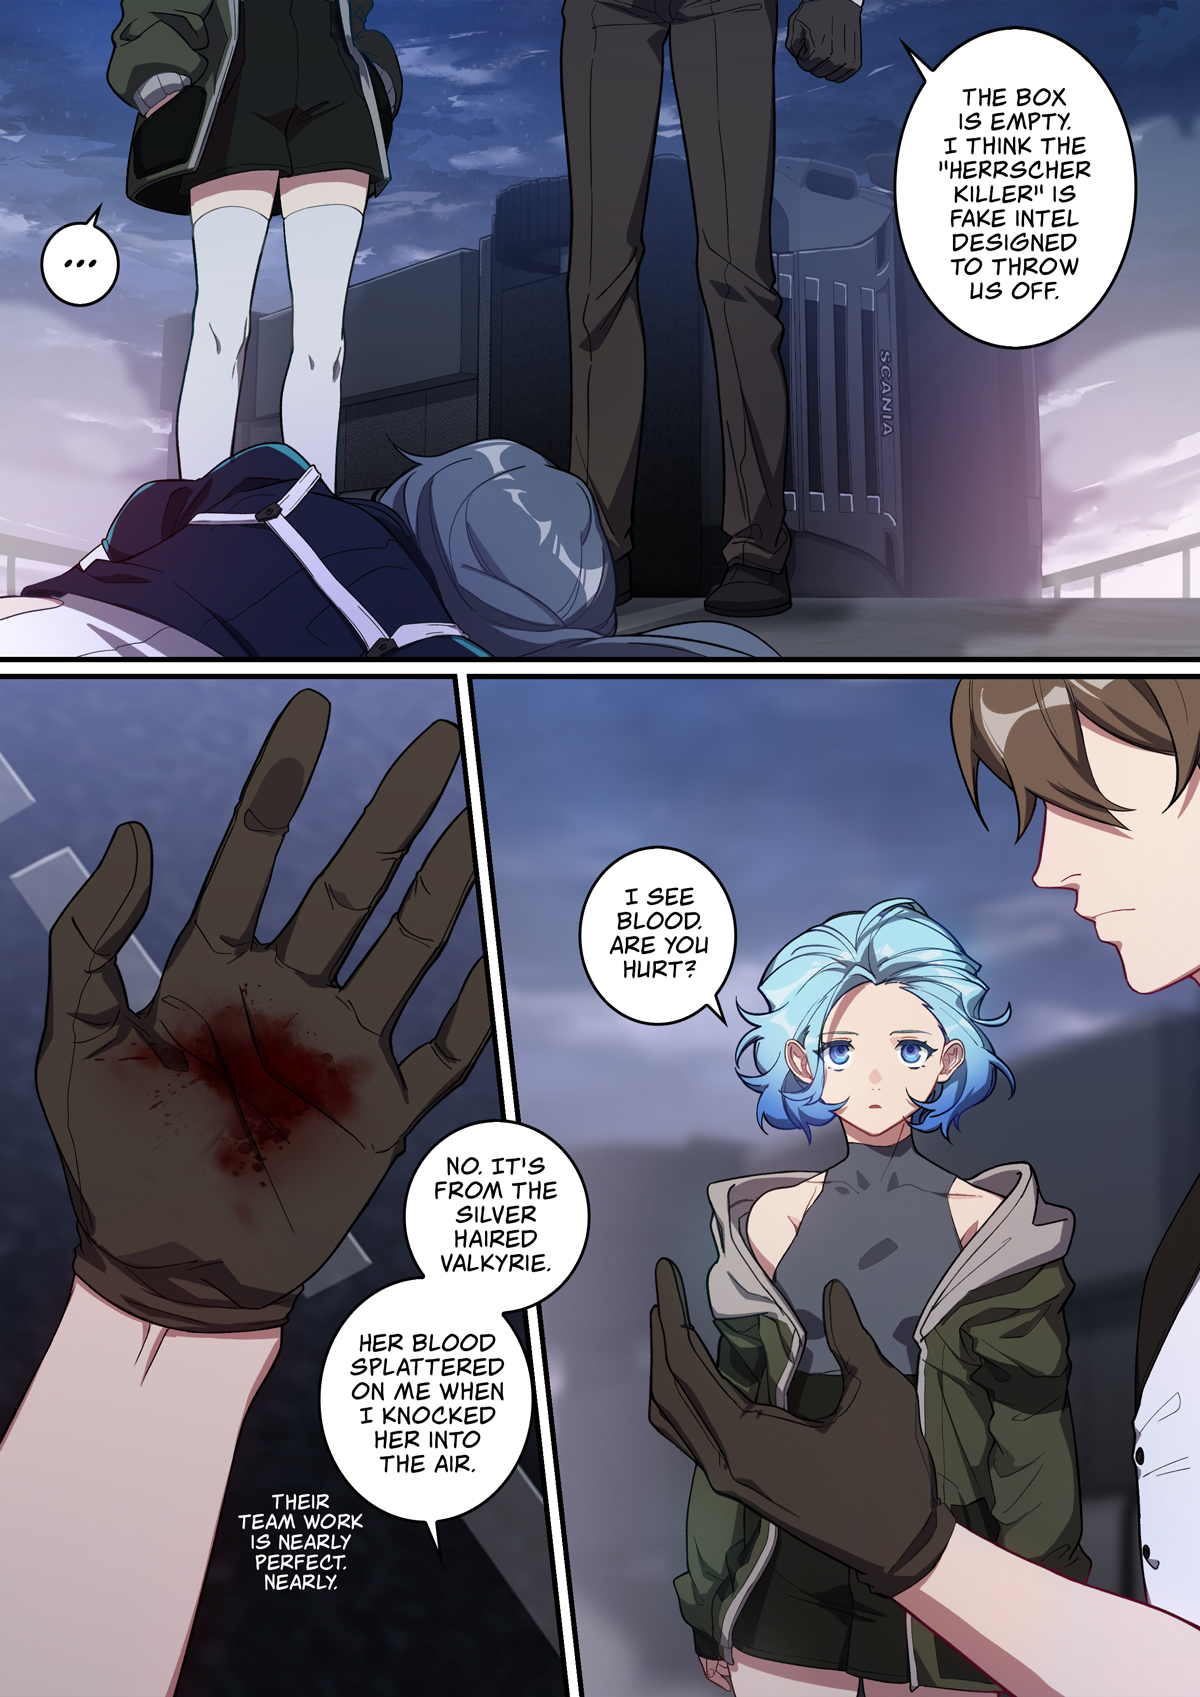 THE BOX
IS EMPTY.
I THINK THE
"HERRSCHER
KILLER" IS
FAKE INTEL
DESIGNED
TO THROW
US OFF.
...
SCANIA
I SEE
BLOOD.
ARE YOU
HURT?
NO. IT'S
FROM THE
SILVER
HAIRED
VALKYRIE.
HER BLOOD
SPLATTERED
ON ME WHEN
I KNOCKED
HER INTO
THE AIR.
THEIR
TEAM WORK
IS NEARLY
PERFECT.
NEARLY.